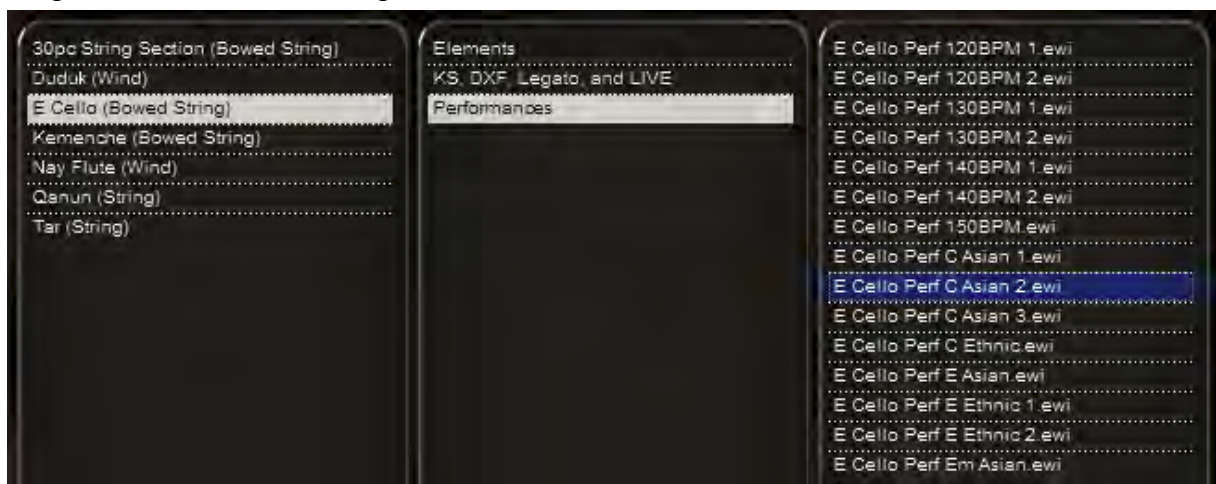 30pc String Section (Bowed String)
Duduk (Wind)
E Cello (Bowed String)
Kemenche (Bowed String)
Nay Flute (Wind)
Qanun (String)
Tar (String)
Elements
KS, DXF, Legato, and LIVE
Performances
E Cello Perf 120BPM 1.ewi
E Cello Perf 120BPM 2.ewi
E Cello Perf 130BPM 1.ewi
E Cello Perf 130BPM 2.ewi
E Cello Perf 140BPM 1.ewi
E Cello Perf 140BPM 2.ewi
E Cello Perf 150BPM.ewi
E Cello Perf C Asian 1.ewi
E Cello Perf C Asian 2.ewi
E Cello Perf C Asian 3.ewi
E Cello Perf C Ethnic.ewi
E Cello Perf E Asian.ewi
E Cello Perf E Ethnic 1.ewi
E Cello Perf E Ethnic 2.ewi
E Cello Perf Em Asian.ewi